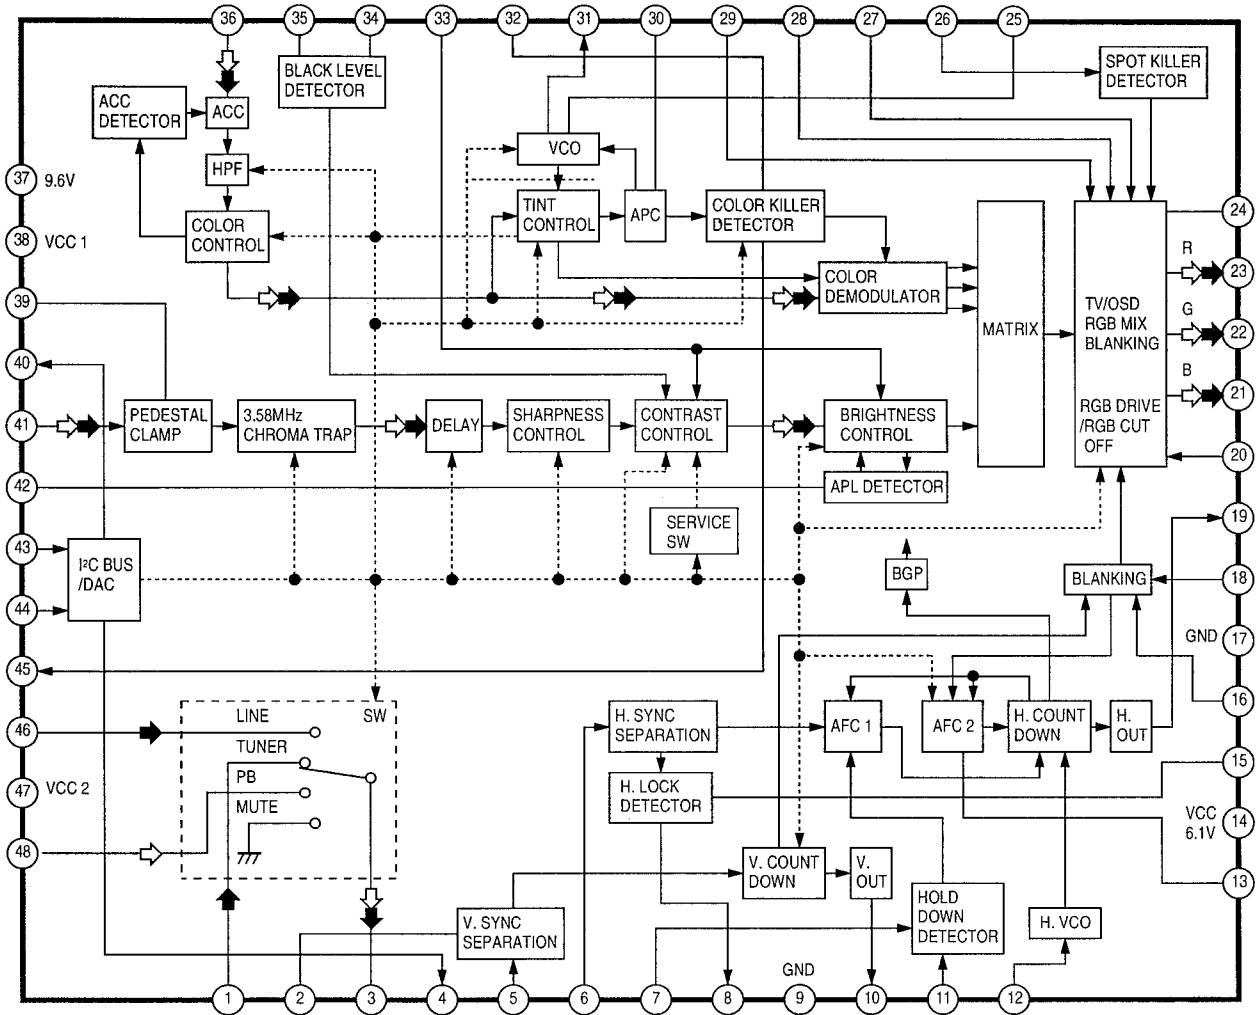 36 35 34 33 32 31 30 29 28 27 26 25
BLACK LEVEL
DETECTOR
SPOT KILLER
DETECTOR
ACC
DETECTOR
ACC
HPF
VCO
37 9.6V
TINT
CONTROL
APC
COLOR KILLER
DETECTOR
COLOR
CONTROL
38 VCC 1
24
R
23
COLOR
DEMODULATOR
MATRIX
TV/OSD
RGB MIX
BLANKING
G
22
39
40
B
21
PEDESTAL
CLAMP
3.58MHz
CHROMA TRAP
DELAY
SHARPNESS
CONTROL
CONTRAST
CONTROL
BRIGHTNESS
CONTROL
RGB DRIVE
/RGB CUT
OFF
41
20
42
APL DETECTOR
SERVICE
SW
19
43
I²C BUS
/DAC
44
BGP
BLANKING
18
GND
17
45
16
LINE
SW
46
TUNER
PB
MUTE
H. SYNC
SEPARATION
AFC 1
AFC 2
H. COUNT
DOWN
H.
OUT
15
H. LOCK
DETECTOR
47 VCC 2
VCC
6.1V
14
48
V. COUNT
DOWN
V.
OUT
13
HOLD
DOWN
DETECTOR
V. SYNC
SEPARATION
H. VCO
GND
1 2 3 4 5 6 7 8 9 10 11 12